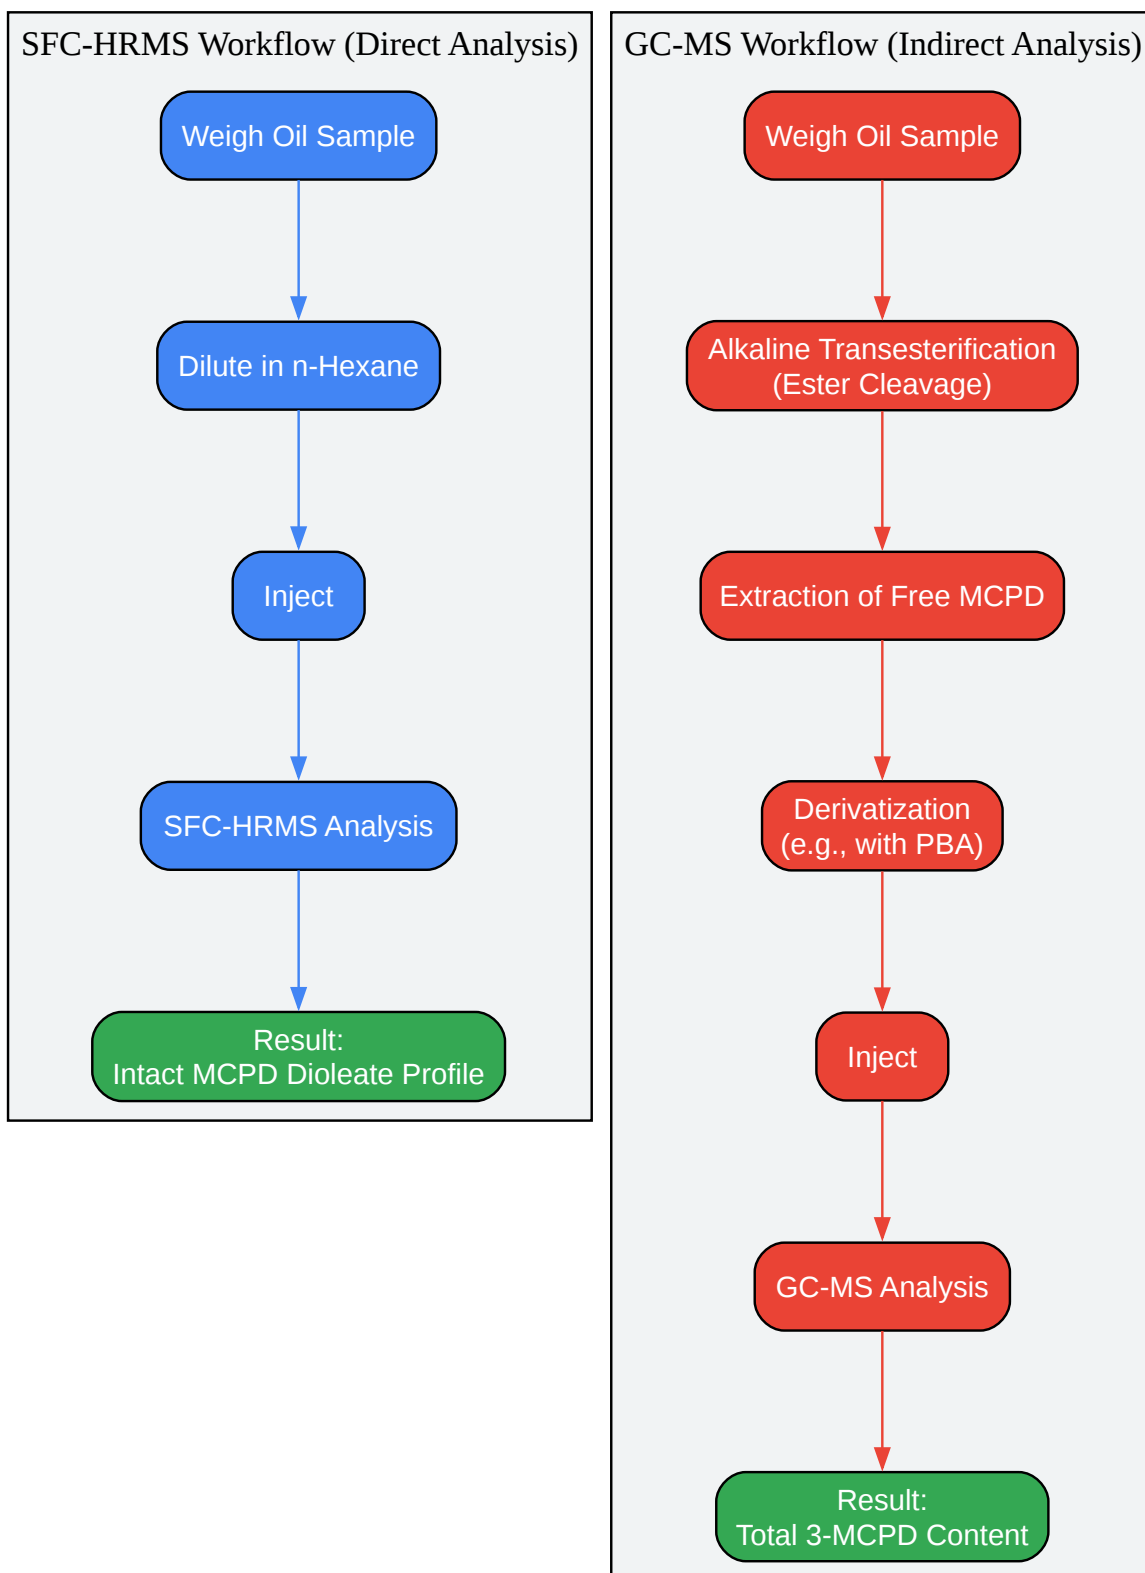 SFC-HRMS Workflow (Direct Analysis)
Weigh Oil Sample
Dilute in n-Hexane
Inject
SFC-HRMS Analysis
Result:
Intact MCPD Dioleate Profile
GC-MS Workflow (Indirect Analysis)
Weigh Oil Sample
Alkaline Transesterification
(Ester Cleavage)
Extraction of Free MCPD
Derivatization
(e.g., with PBA)
Inject
GC-MS Analysis
Result:
Total 3-MCPD Content